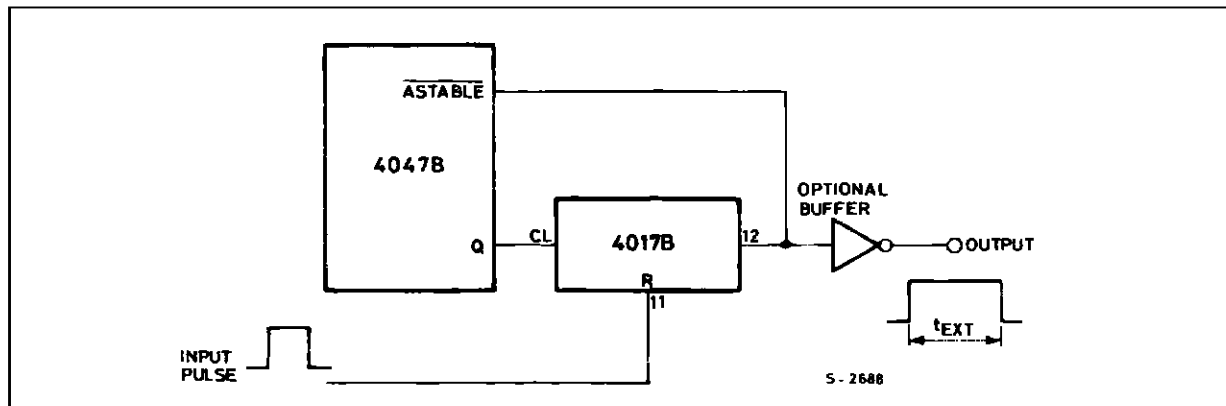 ASTABLE
4047B
OPTIONAL
BUFFER
Q
CL
4017B
12
OUTPUT
R
11
tEXT
INPUT
PULSE
S-2688